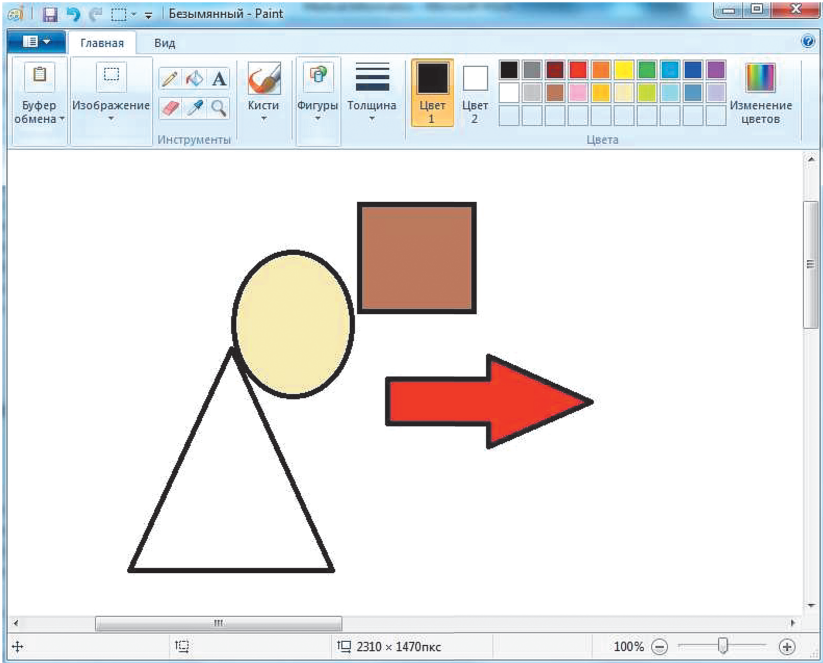 Безымянный - Paint
Главная
Вид
Буфер
обмена
Изображение
A
Инструменты
Кисти
Фигуры
Толщина
Цвет
1
Цвет
2
Изменение
цветов
Цвета
2310 × 1470пкс
100%